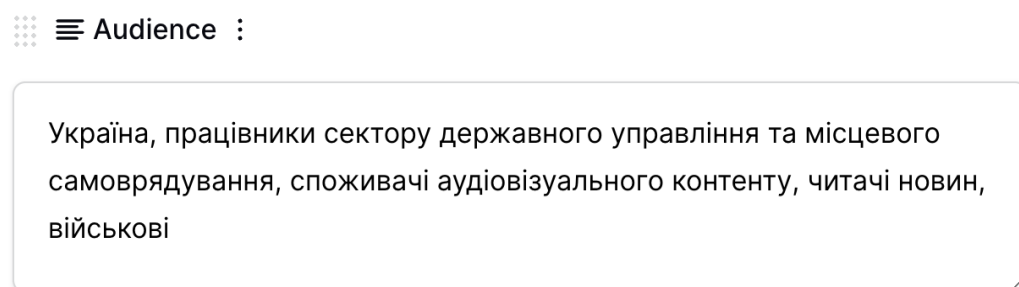 Audience
Україна, працівники сектору державного управління та місцевого
самоврядування, споживачі аудіовізуального контенту, читачі новин,
військові